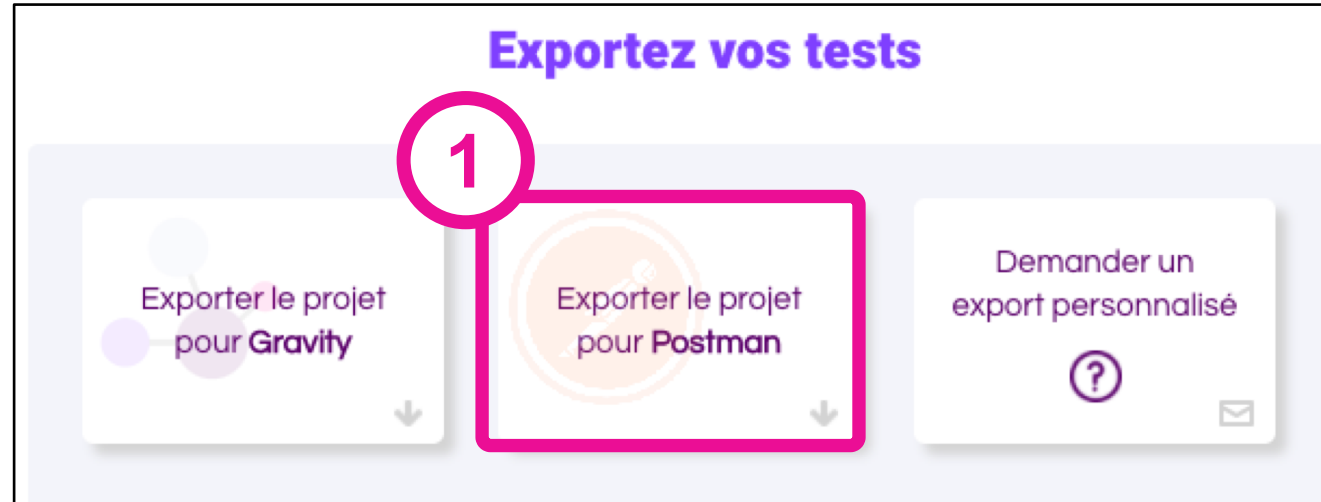 Exportez vos tests
1
Exporter le projet
pour Gravity
Exporter le projet
pour Postman
Demander un
export personnalisé
?